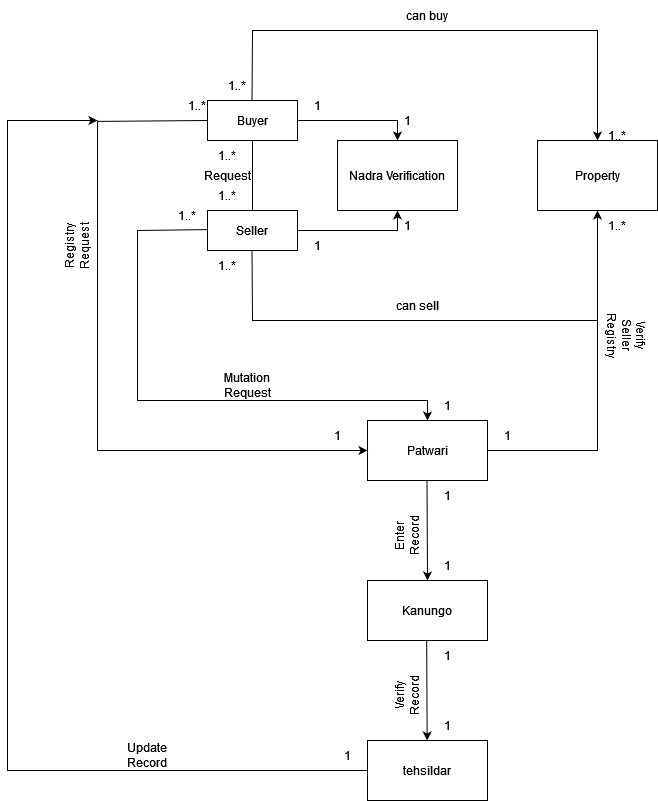 can buy
1..*
1..*
Buyer
1
1
1..*
1..*
Request
Nadra Verification
Property
1..*
1..*
Seller
1
1
1..*
1..*
Registry
Request
can sell
Verify
Seller
Registry
Mutation
Request
1
1
Patwari
1
1
Enter
Record
1
Kanungo
1
Verify
Record
1
Update
Record
1
tehsildar